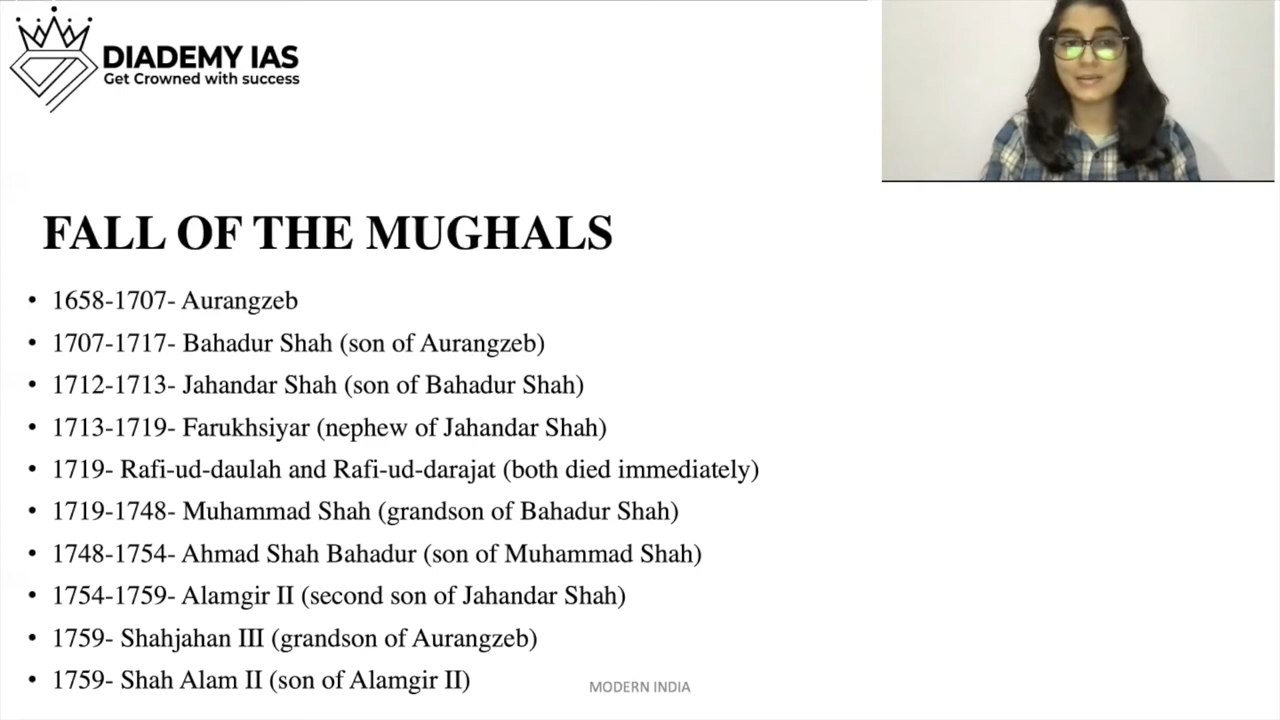 DIADEMY IAS
Get Crowned with success
FALL OF THE MUGHALS
• 1658-1707- Aurangzeb
• 1707-1717- Bahadur Shah (son of Aurangzeb)
• 1712-1713- Jahandar Shah (son of Bahadur Shah)
• 1713-1719- Farukhsiyar (nephew of Jahandar Shah)
• 1719- Rafi-ud-daulah and Rafi-ud-darajat (both died immediately)
• 1719-1748- Muhammad Shah (grandson of Bahadur Shah)
• 1748-1754- Ahmad Shah Bahadur (son of Muhammad Shah)
• 1754-1759- Alamgir II (second son of Jahandar Shah)
• 1759- Shahjahan III (grandson of Aurangzeb)
• 1759- Shah Alam II (son of Alamgir II)
MODERN INDIA